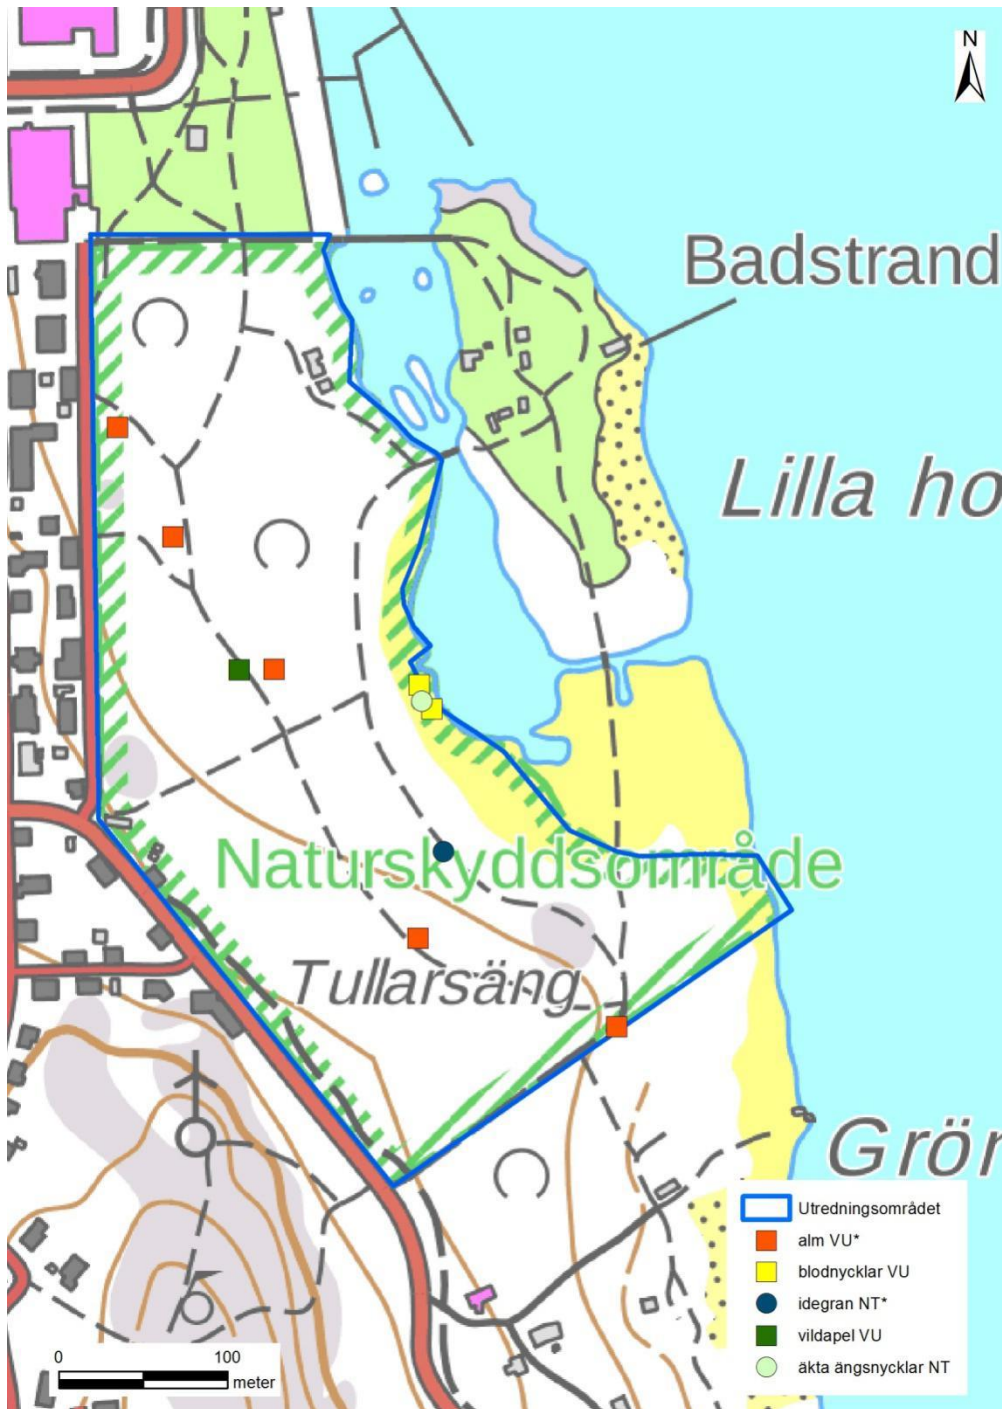 N
Badstrand
Lilla ho
Naturskyddsområde
Tullarsäng
Grör
Utredningsområdet
alm VU*
blodnycklar VU
idegran NT*
vildapel VU
äkta ängsnycklar NT
0 100
meter